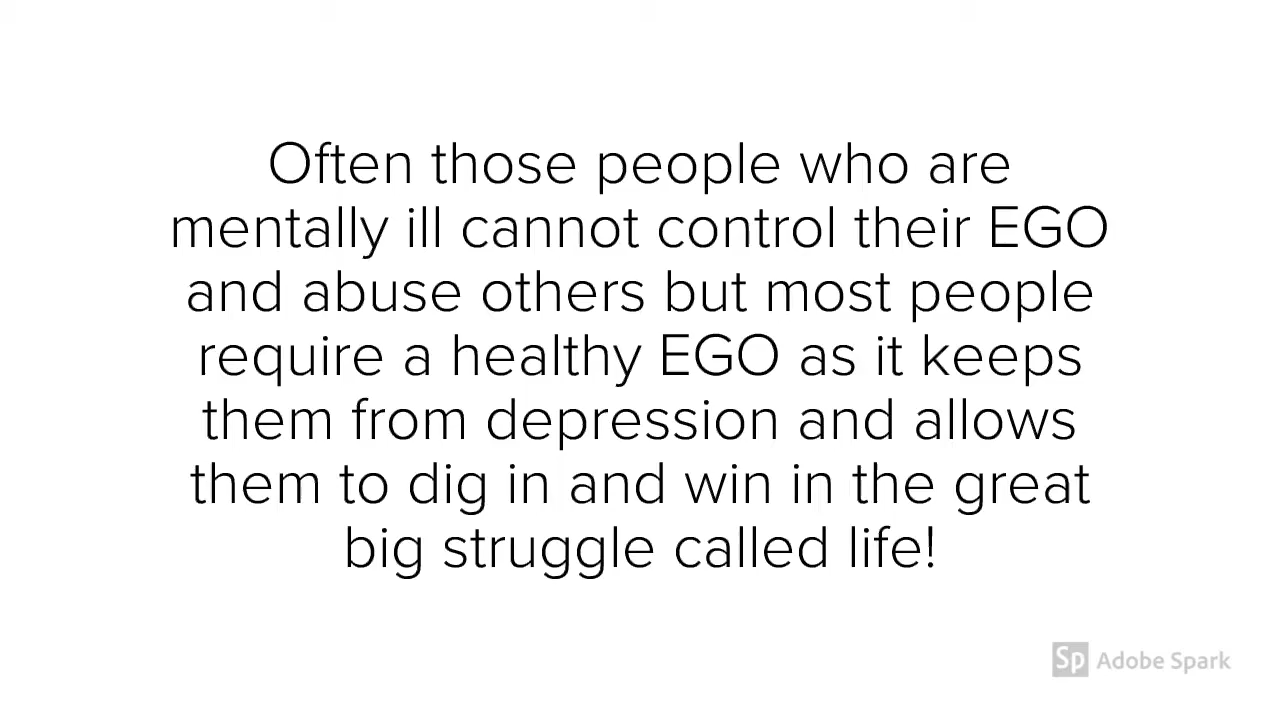 Often those people who are
mentally ill cannot control their EGO
and abuse others but most people
require a healthy EGO as it keeps
them from depression and allows
them to dig in and win in the great
big struggle called life!
Sp Adobe Spark